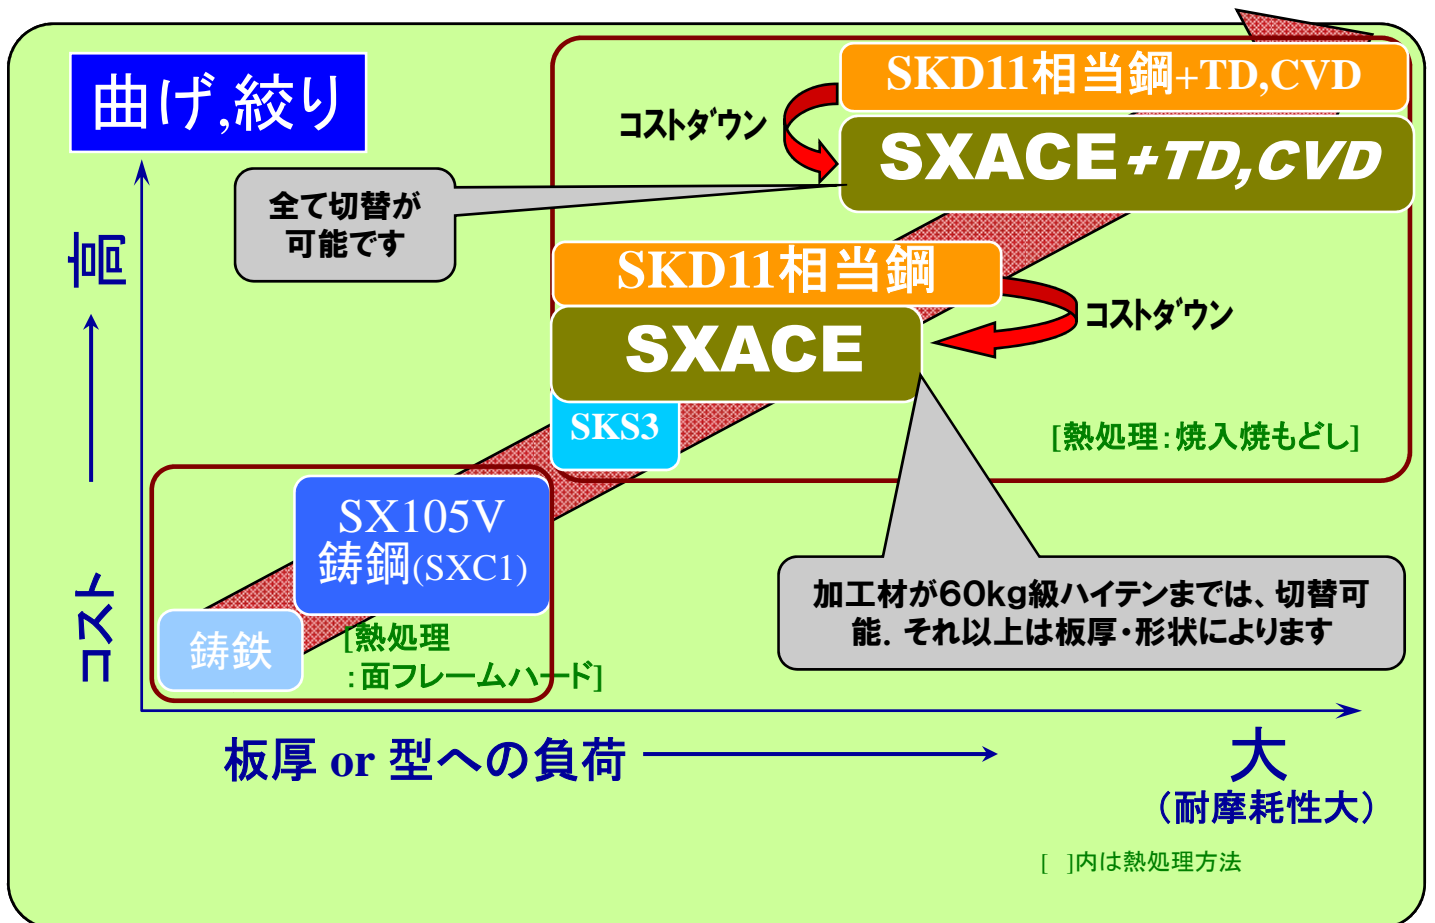 曲げ,絞り
SKD11相当鋼+TD,CVD
コストダウン
SXACE+TD,CVD
全て切替が
可能です
SKD11相当鋼
コストダウン
SXACE
SKS3
[熱処理:焼入焼もどし]
高
コスト
SX105V
鋳鋼(SXC1)
鋳鉄
[熱処理
:面フレームハード]
加工材が60kg級ハイテンまでは、切替可
能. それ以上は板厚・形状によります
板厚 or 型への負荷
大
(耐摩耗性大)
[ ]内は熱処理方法